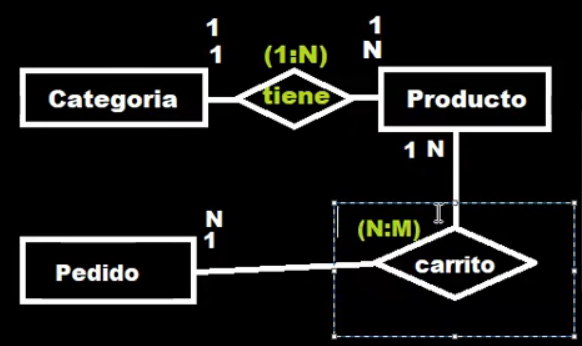 1
1
(1:N)
1
N
Categoria
tiene
Producto
1 N
N
1
(N:M)
Pedido
carrito